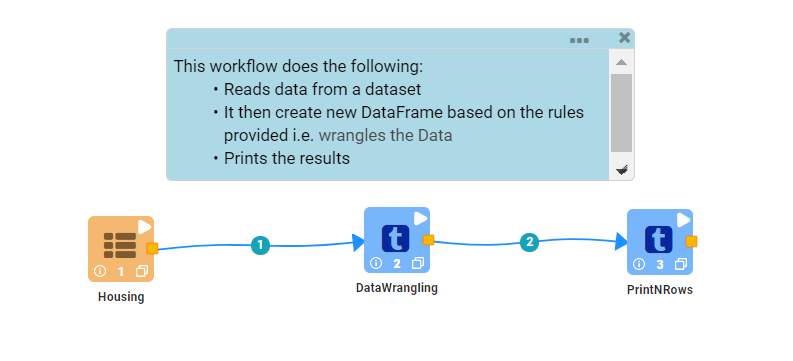 This workflow does the following:
• Reads data from a dataset
• It then create new DataFrame based on the rules
provided i.e. wrangles the Data
• Prints the results
1
2
1
Housing
t
2
DataWrangling
t
3
PrintNRows